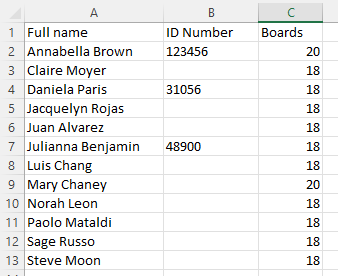 A B C
1 Full name ID Number Boards
2 Annabella Brown 123456 20
3 Claire Moyer 18
4 Daniela Paris 31056 18
5 Jacquelyn Rojas 18
6 Juan Alvarez 18
7 Julianna Benjamin 48900 18
8 Luis Chang 18
9 Mary Chaney 20
10 Norah Leon 18
11 Paolo Mataldi 18
12 Sage Russo 18
13 Steve Moon 18